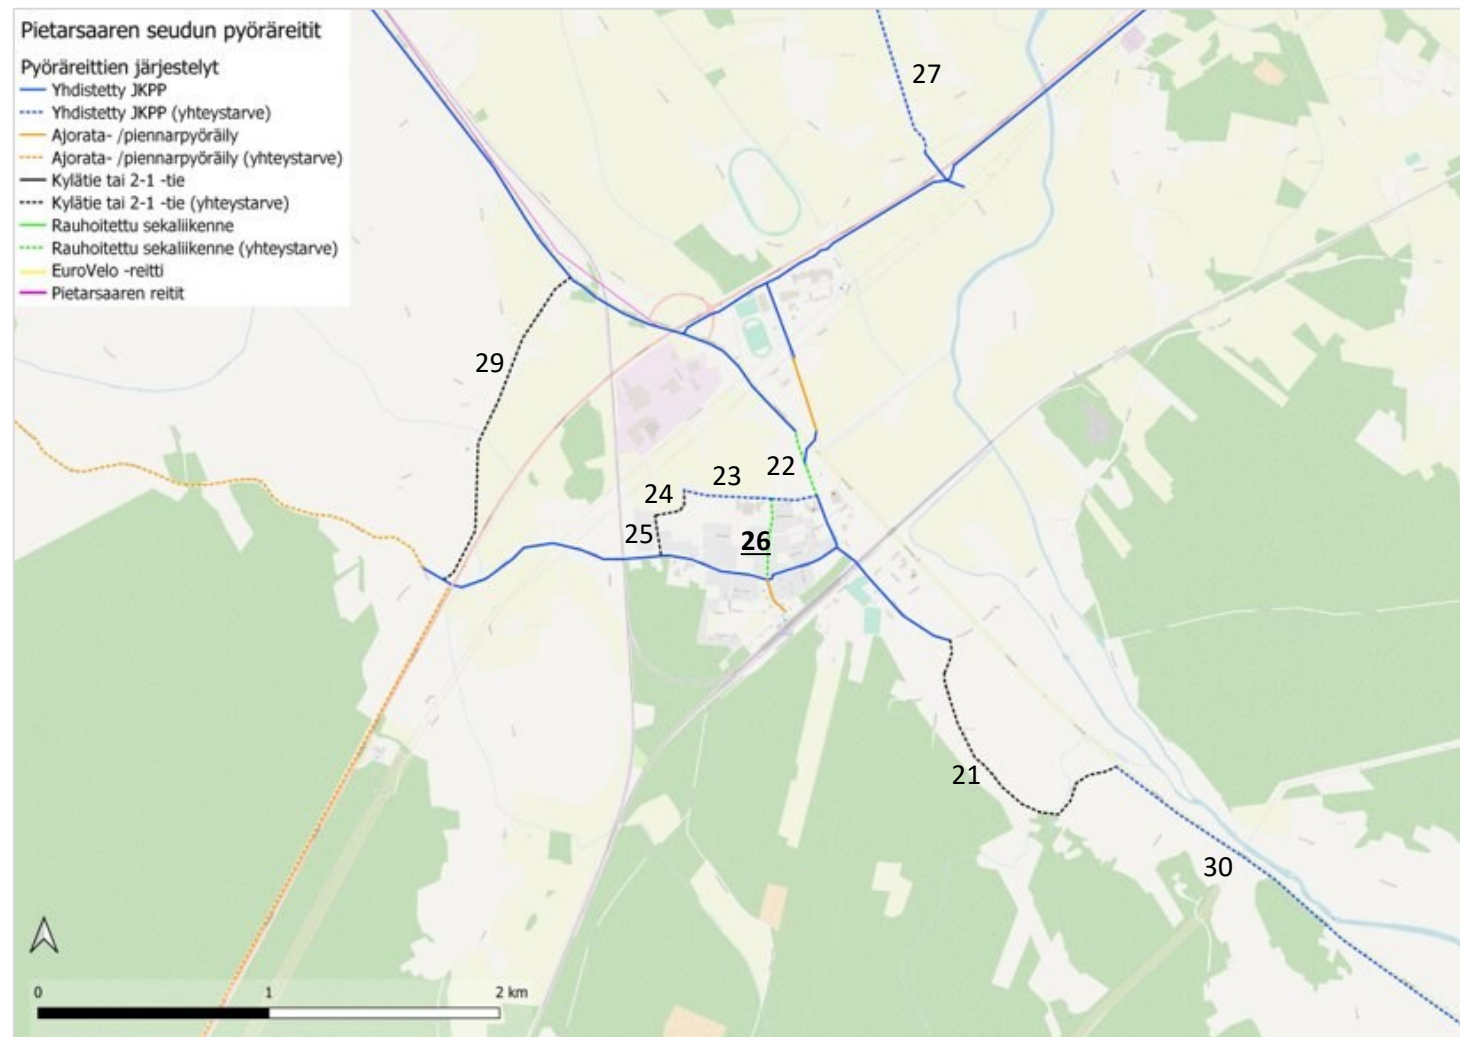 Pietarsaaren seudun pyöräreitit
Pyöräreittien järjestelyt
Yhdistetty JKPP
Yhdistetty JKPP (yhteystarve)
Ajorata- /piennarpyöräily
Ajorata- /piennarpyöräily (yhteystarve)
Kylätie tai 2-1 -tie
Kylätie tai 2-1 -tie (yhteystarve)
Rauhoitettu sekaliikenne
Rauhoitettu sekaliikenne (yhteystarve)
EuroVelo -reitti
Pietarsaaren reitit
27
29
22
23
24
25
26
21
30
0 1 2 km